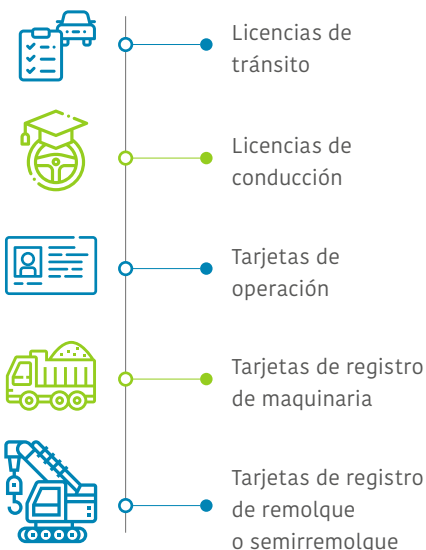 Licencias de
tránsito
Licencias de
conducción
Tarjetas de
operación
Tarjetas de registro
de maquinaria
Tarjetas de registro
de remolque
o semirremolque